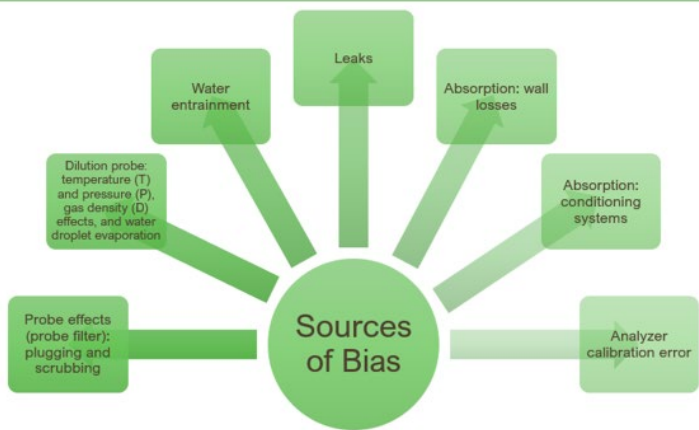 Leaks
Water
entrainment
Absorption: wall
losses
Dilution probe:
temperature (T)
and pressure (P),
gas density (D)
effects, and water
droplet evaporation
Absorption:
conditioning
systems
Probe effects
(probe filter):
plugging and
scrubbing
Sources
of Bias
Analyzer
calibration error